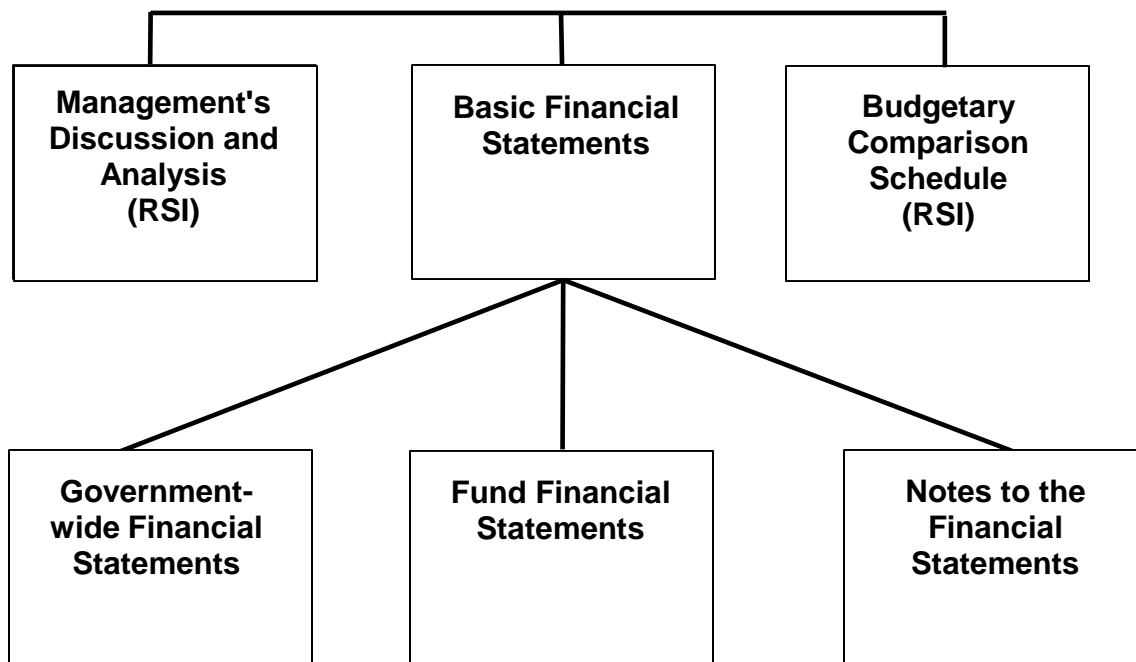 Management's
Discussion and
Analysis
(RSI)
Basic Financial
Statements
Budgetary
Comparison
Schedule
(RSI)
Government-
wide Financial
Statements
Fund Financial
Statements
Notes to the
Financial
Statements